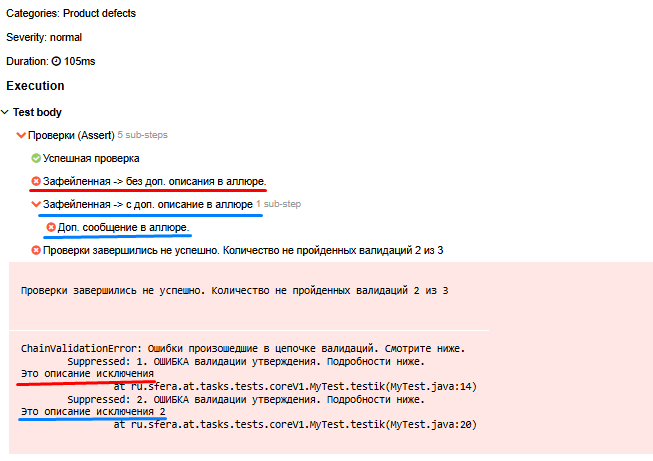 Categories: Product defects
Severity: normal
Duration: 105ms
Execution
Test body
Проверки (Assert) 5 sub-steps
Успешная проверка
Зафейленная -> без доп. описания в аллюре.
Зафейленная -> с доп. описание в аллюре 1 sub-step
Доп. сообщение в аллюре.
Проверки завершились не успешно. Количество не пройденных валидаций 2 из 3
Проверки завершились не успешно. Количество не пройденных валидаций 2 из 3
ChainValidationError: Ошибки произошедшие в цепочке валидаций. Смотрите ниже.
Suppressed: 1. ОШИБКА валидации утверждения. Подробности ниже.
Это описание исключения
at ru.sfera.at.tasks.tests.coreV1.MyTest.testik(MyTest.java:14)
Suppressed: 2. ОШИБКА валидации утверждения. Подробности ниже.
Это описание исключения 2
at ru.sfera.at.tasks.tests.coreV1.MyTest.testik(MyTest.java:20)